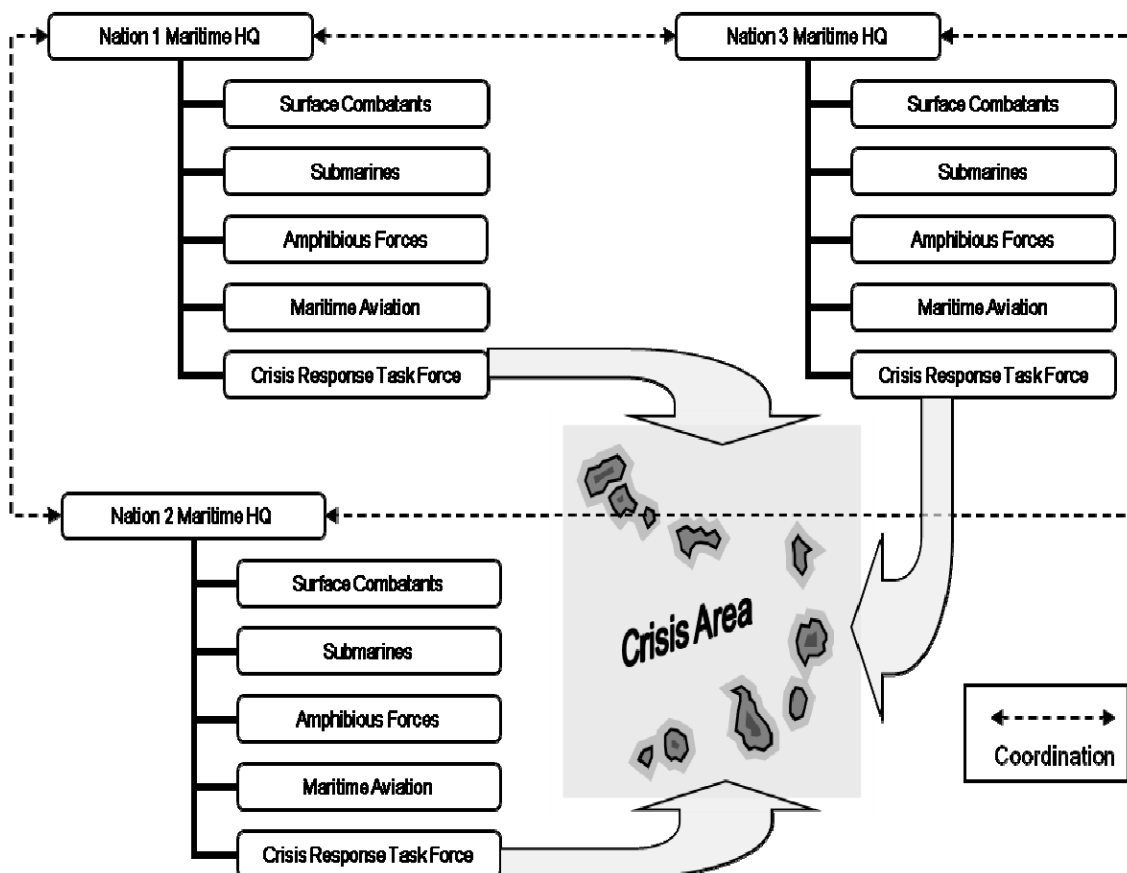 Nation 1 Maritime HQ
Surface Combatants
Submarines
Amphibious Forces
Maritime Aviation
Crisis Response Task Force
Nation 3 Maritime HQ
Surface Combatants
Submarines
Amphibious Forces
Maritime Aviation
Crisis Response Task Force
Nation 2 Maritime HQ
Surface Combatants
Submarines
Amphibious Forces
Maritime Aviation
Crisis Response Task Force
Crisis Area
Coordination